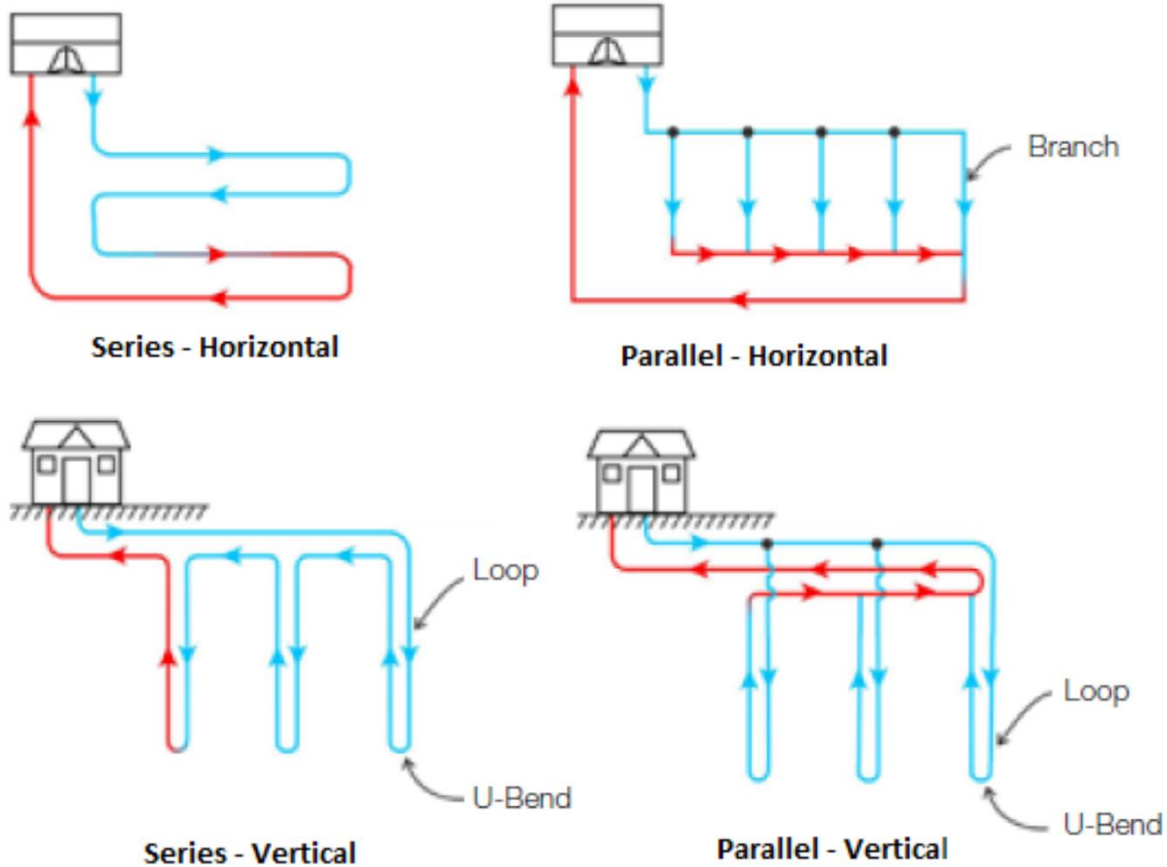 Branch
Series - Horizontal
Parallel - Horizontal
Loop
U-Bend
Series - Vertical
Loop
U-Bend
Parallel - Vertical